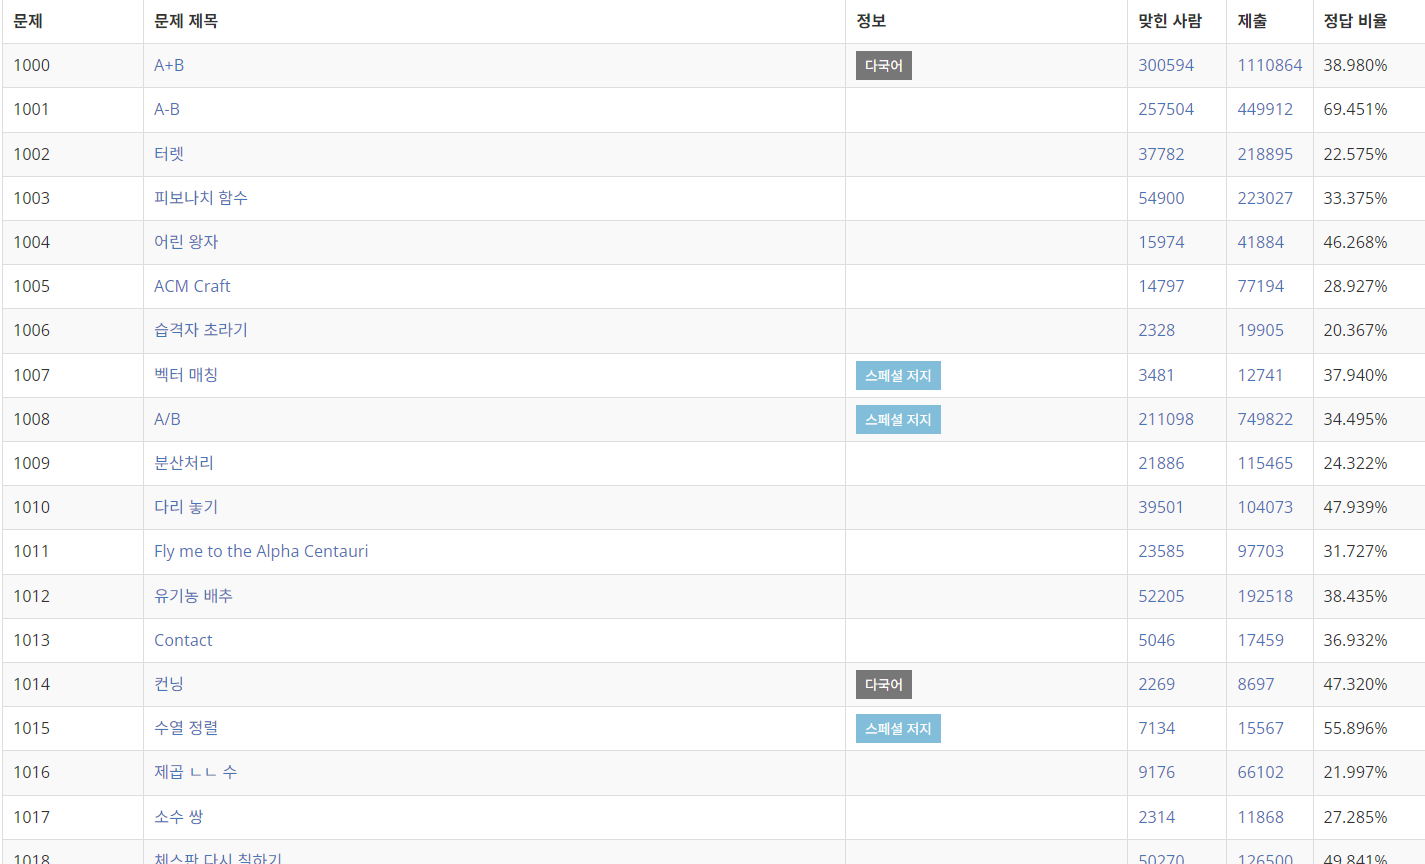 문제 문제 제목 정보 맞힌 사람 제출 정답 비율
1000 A+B 다국어 300594 1110864 38.980%
1001 A-B 257504 449912 69.451%
1002 터렛 37782 218895 22.575%
1003 피보나치 함수 54900 223027 33.375%
1004 어린 왕자 15974 41884 46.268%
1005 ACM Craft 14797 77194 28.927%
1006 습격자 초라기 2328 19905 20.367%
1007 벡터 매칭 스페셜 저지 3481 12741 37.940%
1008 A/B 스페셜 저지 211098 749822 34.495%
1009 분산처리 21886 115465 24.322%
1010 다리 놓기 39501 104073 47.939%
1011 Fly me to the Alpha Centauri 23585 97703 31.727%
1012 유기농 배추 52205 192518 38.435%
1013 Contact 5046 17459 36.932%
1014 컨닝 다국어 2269 8697 47.320%
1015 수열 정렬 스페셜 저지 7134 15567 55.896%
1016 제곱 ㄴㄴ 수 9176 66102 21.997%
1017 소수 쌍 2314 11868 27.285%
1018 체스판 다시 칠하기 50270 126500 49.841%